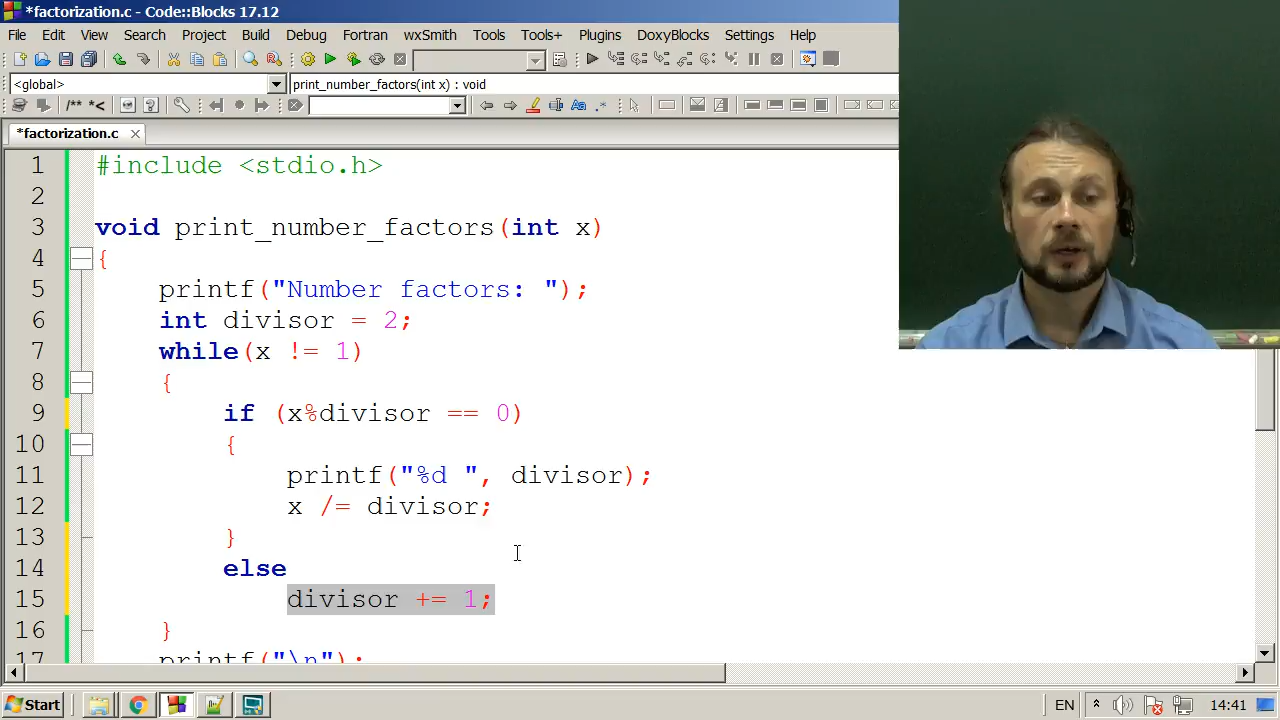 *factorization.c - Code::Blocks 17.12
File Edit View Search Project Build Debug Fortran wxSmith Tools Tools+ Plugins DoxyBlocks Settings Help
<global> print_number_factors(int x) : void
/** *< Aa .*
*factorization.c
1 #include <stdio.h>
2
3 void print_number_factors(int x)
4 {
5 printf("Number factors: ");
6 int divisor = 2;
7 while(x != 1)
8 {
9 if (x%divisor == 0)
10 {
11 printf("%d ", divisor);
12 x /= divisor;
13 }
14 else
15 divisor += 1;
16 }
17 printf("\n");
Start EN 14:41